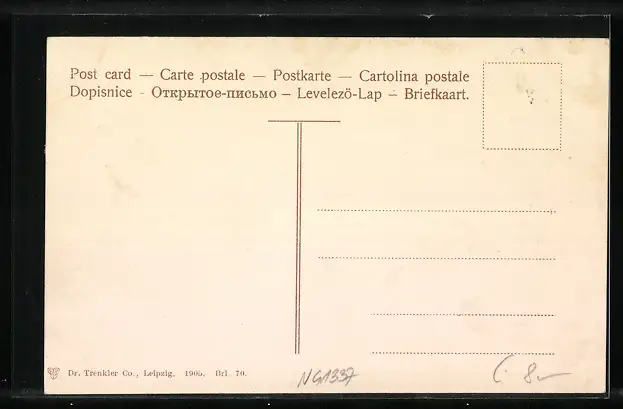 Post card — Carte postale — Postkarte — Cartolina postale
Dopisnice - Открытое-письмо – Levelező-Lap – Briefkaart.
Dr. Trenkler Co., Leipzig. 1905. Brl. 70.
NG1337